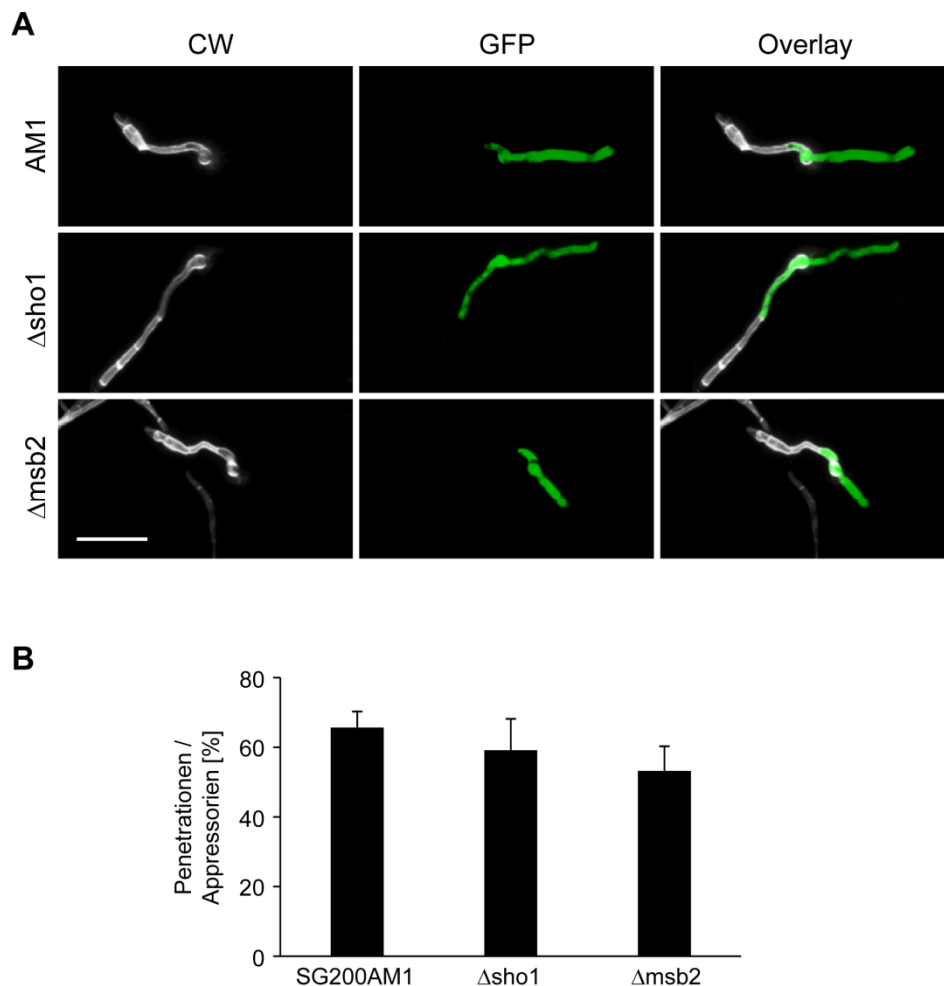 A
CW GFP Overlay
AM1
Δsho1
Δmsb2
B
Penetrationen /
Appressorien [%]
80
60
40
20
0
SG200AM1 Δsho1 Δmsb2